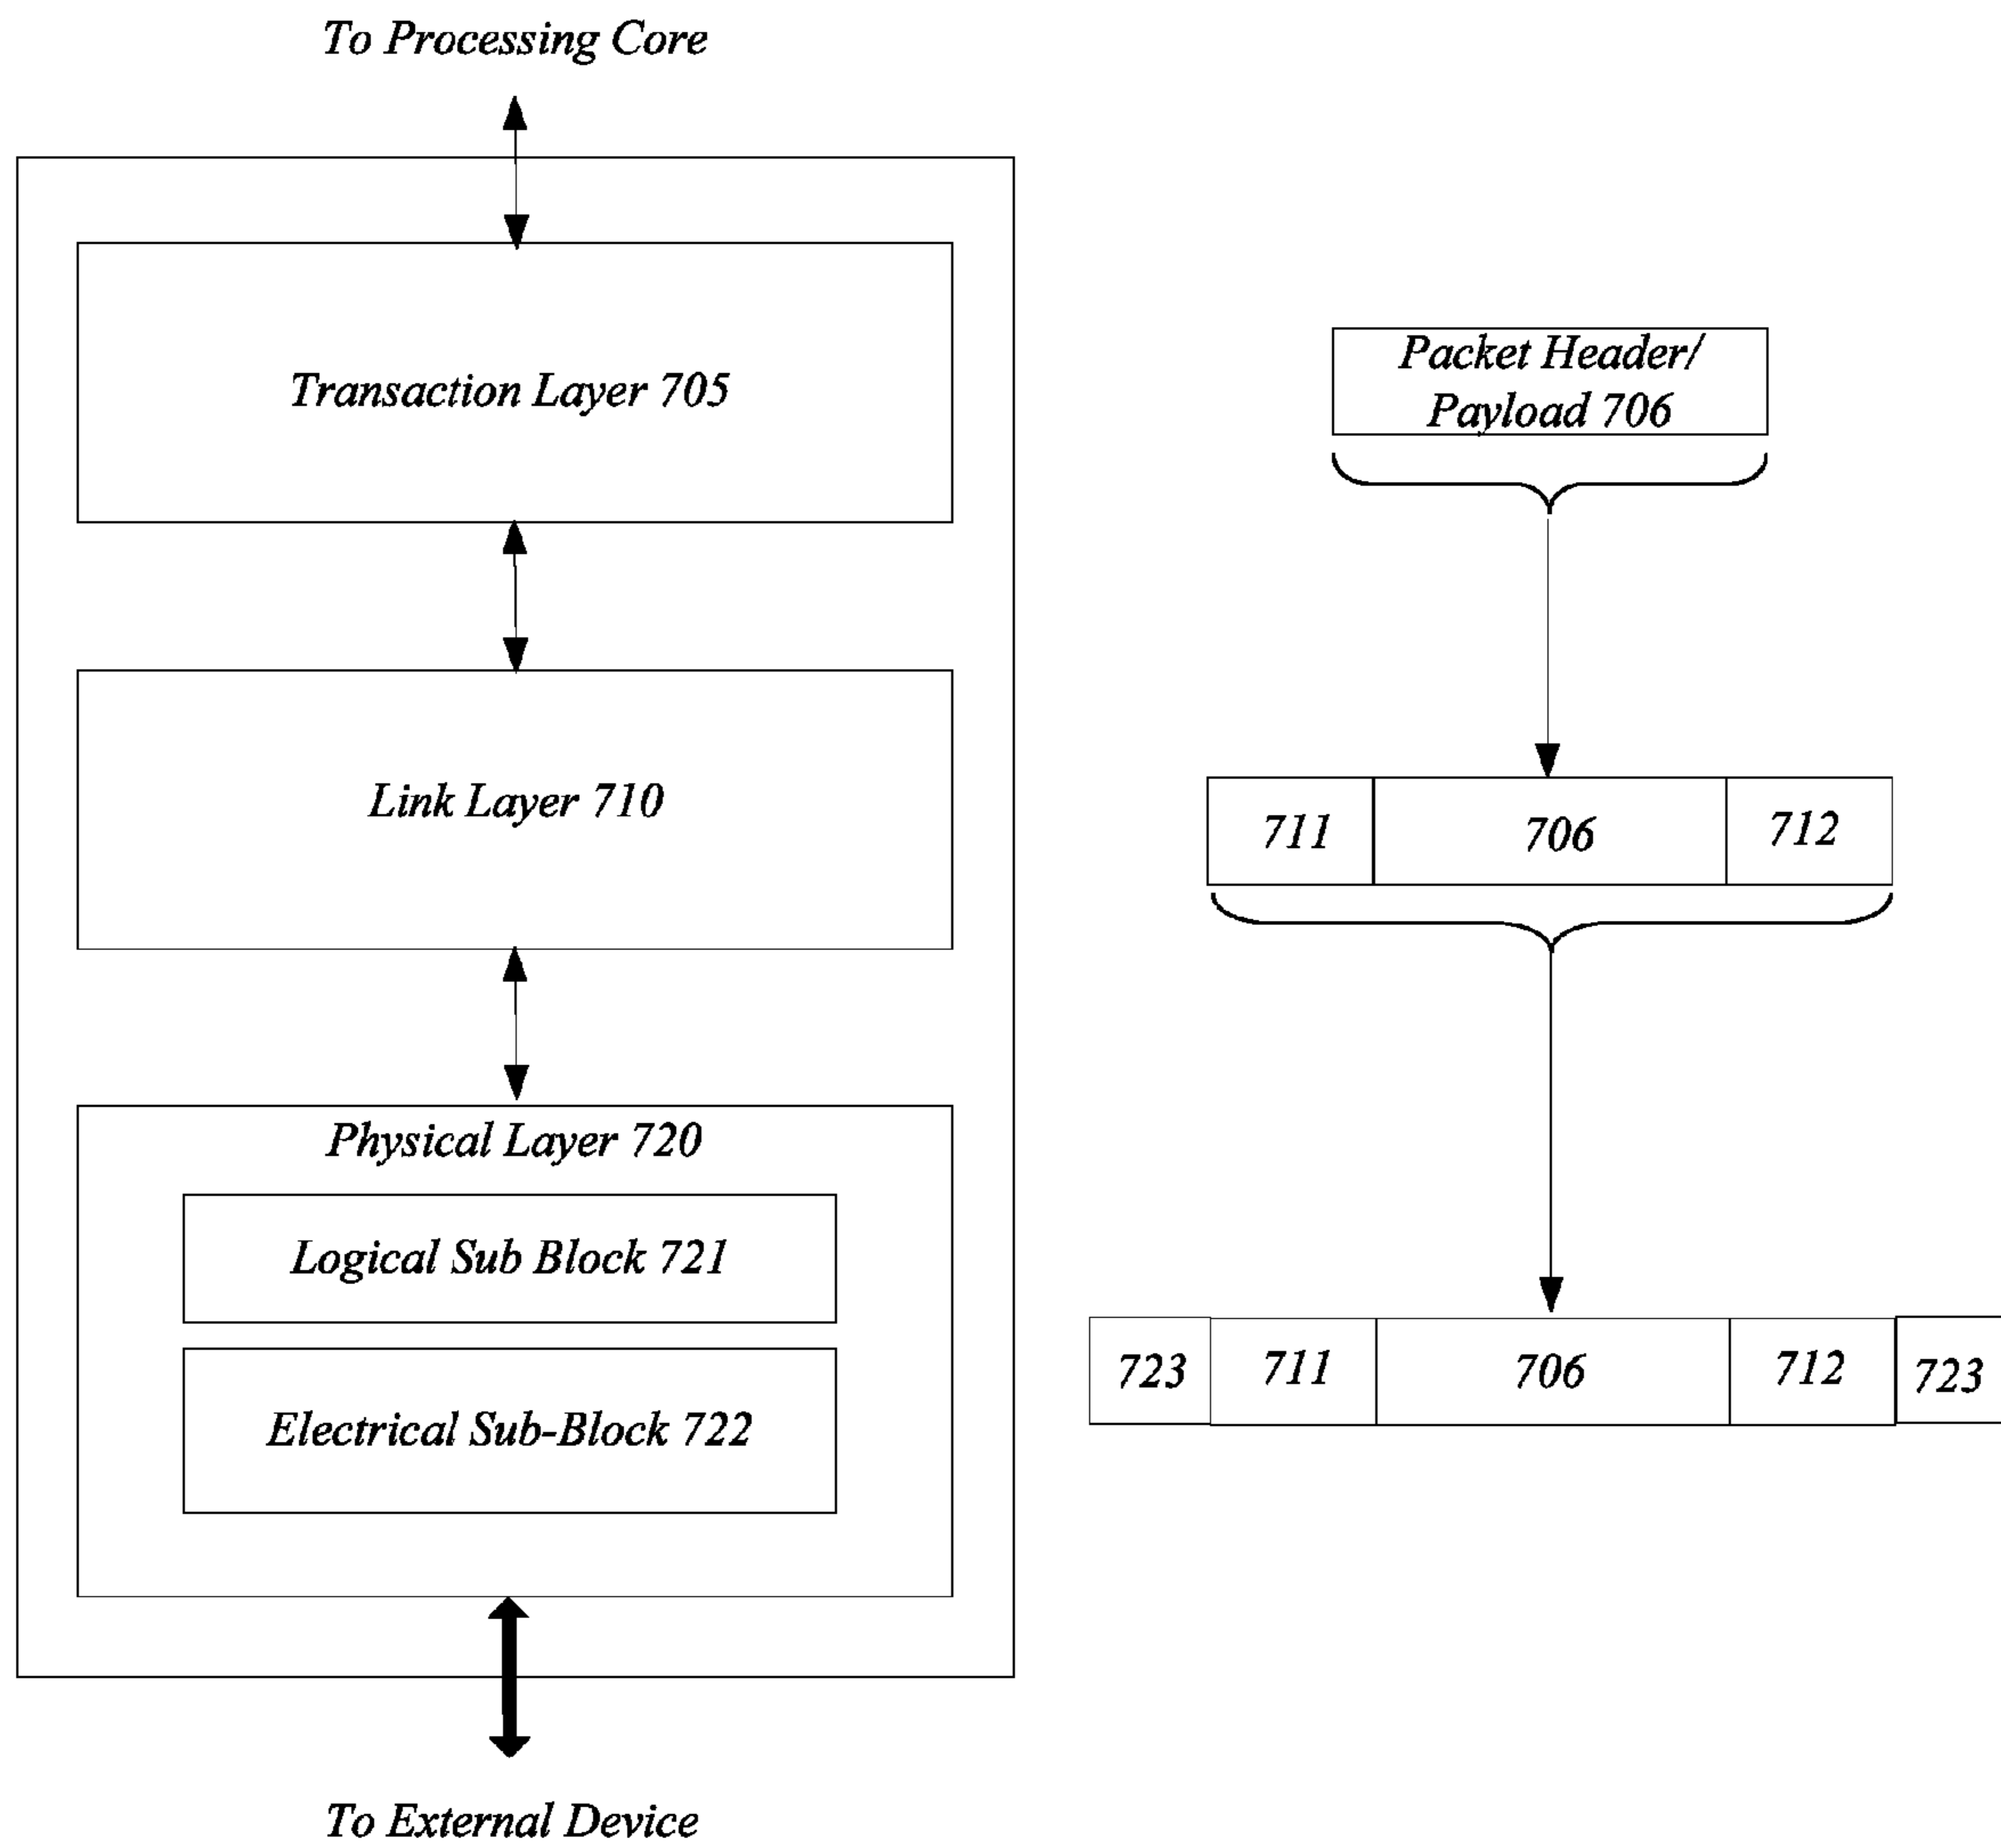 To Processing Core
Transaction Layer 705
Packet Header/
Payload 706
Link Layer 710
711 706 712
Physical Layer 720
Logical Sub Block 721
Electrical Sub-Block 722
723 711 706 712 723
To External Device